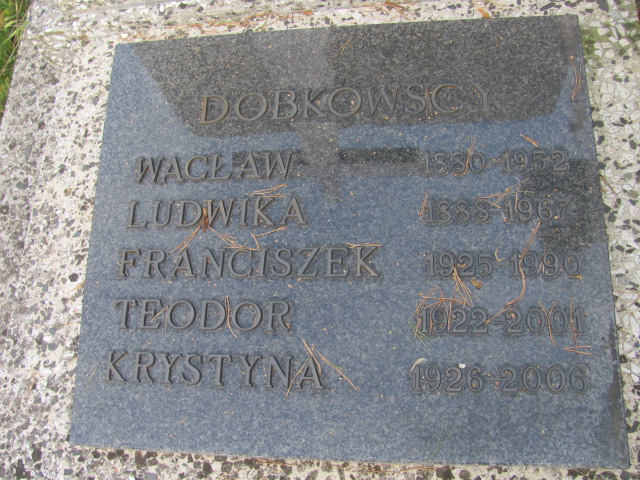 DOBKOWSCY
WACŁAW 1880-1952
LUDWIKA 1888-1967
FRANCISZEK 1925-1990
TEODOR 1922-2001
KRYSTYNA 1926-2006